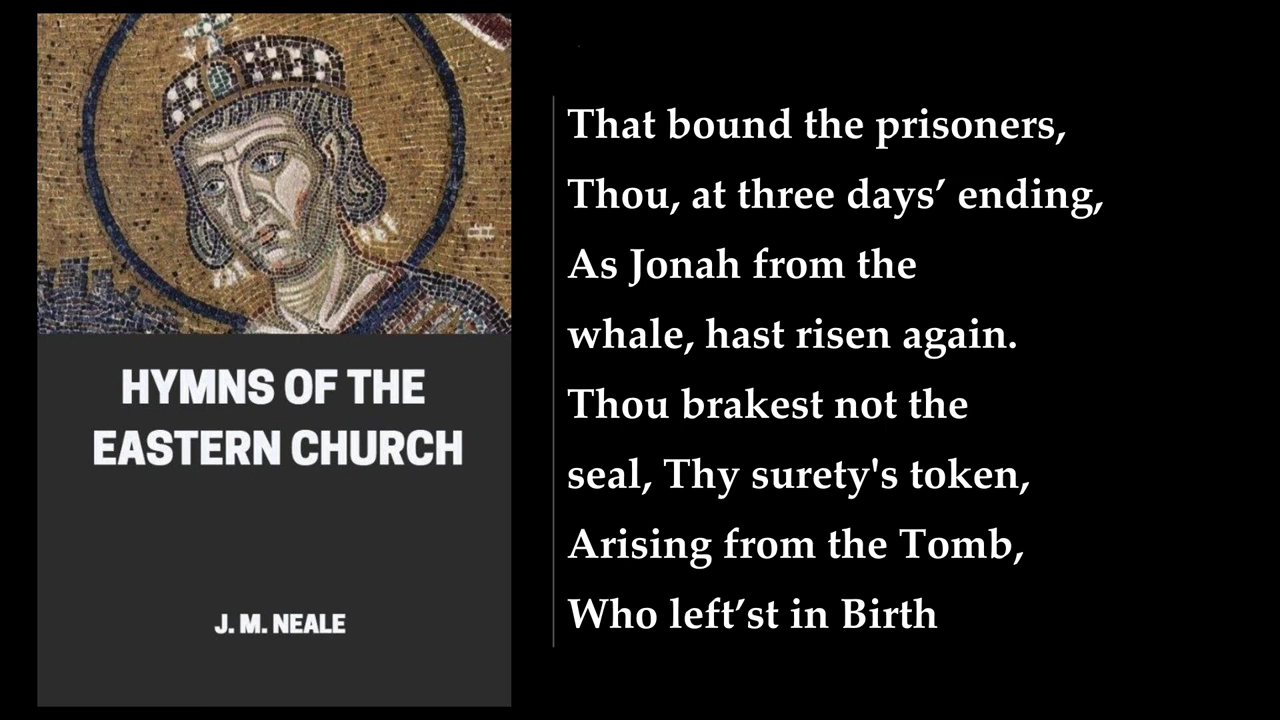 HYMNS OF THE
EASTERN CHURCH
J. M. NEALE
That bound the prisoners,
Thou, at three days’ ending,
As Jonah from the
whale, hast risen again.
Thou brakest not the
seal, Thy surety's token,
Arising from the Tomb,
Who left’st in Birth